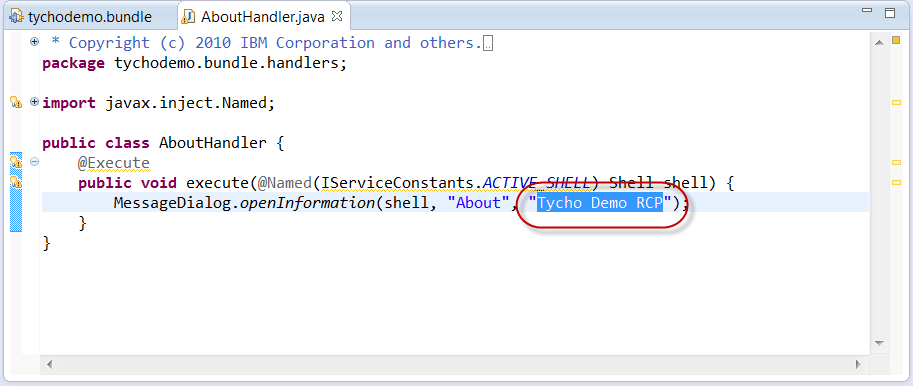 tychodemo.bundle AboutHandler.java
* Copyright (c) 2010 IBM Corporation and others.
package tychodemo.bundle.handlers;
import javax.inject.Named;
public class AboutHandler {
@Execute
public void execute(@Named(IServiceConstants.ACTIVE_SHELL) Shell shell) {
MessageDialog.openInformation(shell, "About", "Tycho Demo RCP");
}
}